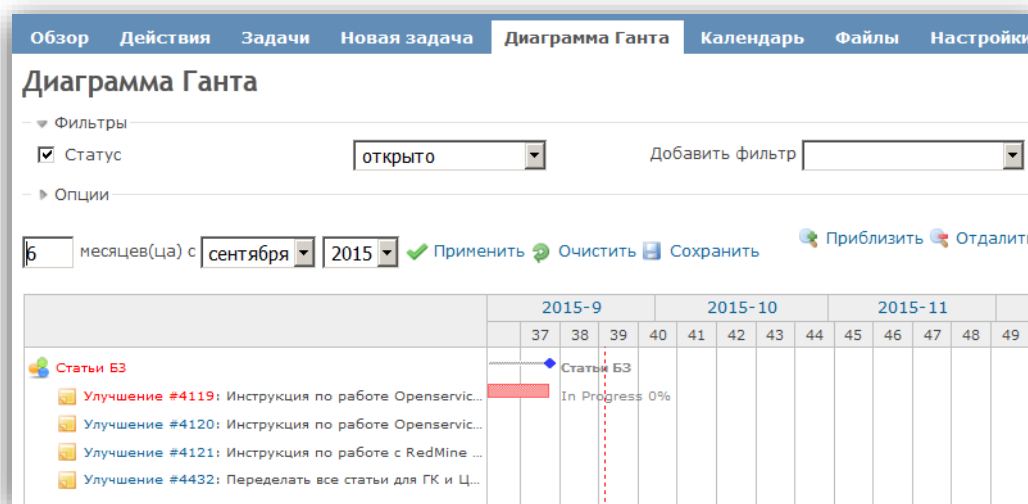 Обзор Действия Задачи Новая задача Диаграмма Ганта Календарь Файлы Настройки
Диаграмма Ганта
Фильтры
Статус открыто Добавить фильтр
Опции
6 месяцев(ца) с сентября 2015 Применить Очистить Сохранить Приблизить Отдалить
2015-9 2015-10 2015-11
37 38 39 40 41 42 43 44 45 46 47 48 49
Статьи БЗ Статьи БЗ
Улучшение #4119: Инструкция по работе Openservic... In Progress 0%
Улучшение #4120: Инструкция по работе Openservic...
Улучшение #4121: Инструкция по работе с RedMine ...
Улучшение #4432: Переделать все статьи для ГК и Ц...